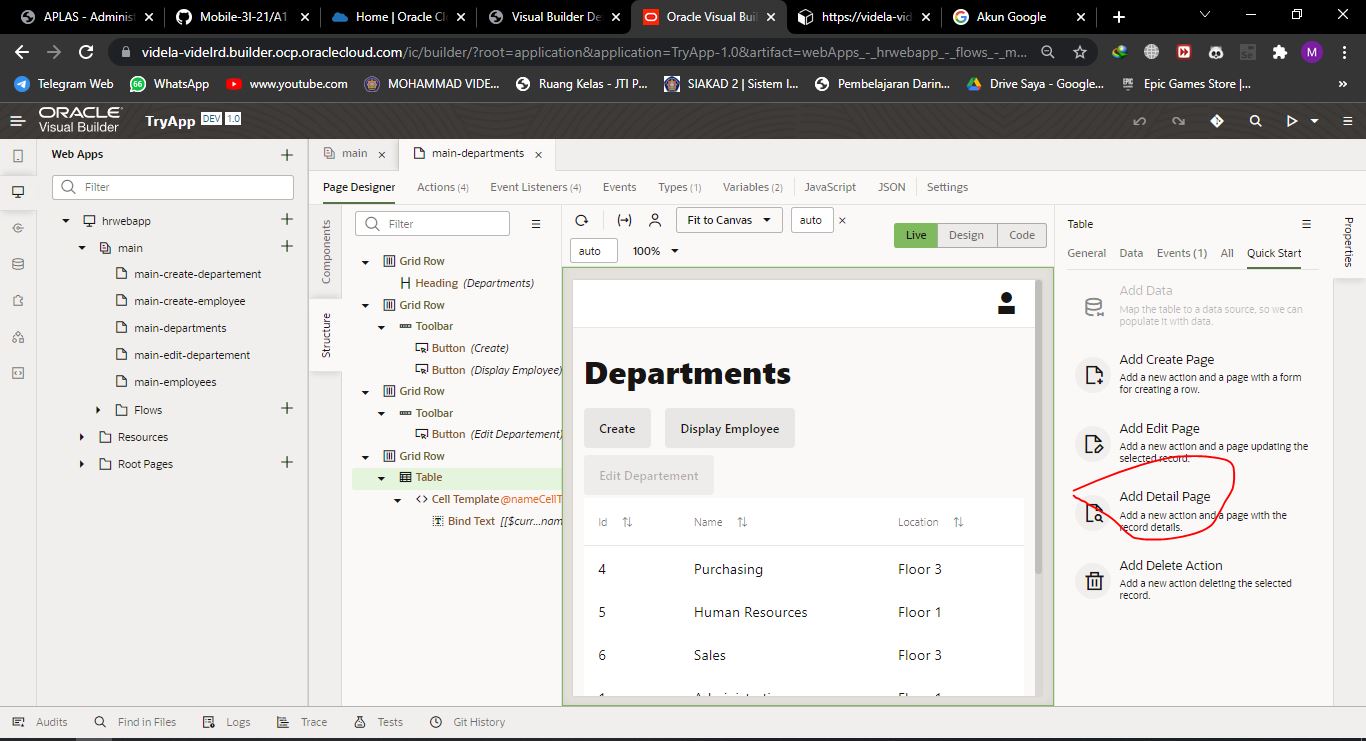 APLAS - Adminis
Mobile-3I-21/A1
Home | Oracle Cl
Visual Builder De
Oracle Visual Buil
https://videla-vid
Akun Google
videla-videlrd.builder.ocp.oraclecloud.com/ic/builder/?root=application&application=TryApp-1.0&artifact=webApps_-_hrwebapp_-_flows_-_m...
M
Telegram Web
WhatsApp
www.youtube.com
MOHAMMAD VIDE...
Ruang Kelas - JTI P...
SIAKAD 2 | Sistem I...
Pembelajaran Darin...
Drive Saya - Google...
Epic Games Store |...
ORACLE
Visual Builder
TryApp
DEV
1.0
Web Apps
main
main-departments
Filter
Page Designer
Actions (4)
Event Listeners (4)
Events
Types (1)
Variables (2)
JavaScript
JSON
Settings
hrwebapp
main
main-create-departement
main-create-employee
main-departments
main-edit-departement
main-employees
Flows
Resources
Root Pages
Components
Structure
Filter
Grid Row
Heading (Departments)
Grid Row
Toolbar
Button (Create)
Button (Display Employee)
Grid Row
Toolbar
Button (Edit Departement)
Grid Row
Table
Cell Template @nameCellT
Bind Text [[$curr...nam
Fit to Canvas
auto
auto
100%
Live
Design
Code
Departments
Create
Display Employee
Edit Departement
Id
Name
Location
4
Purchasing
Floor 3
5
Human Resources
Floor 1
6
Sales
Floor 3
Table
General
Data
Events (1)
All
Quick Start
Add Data
Map the table to a data source, so we can
populate it with data.
Add Create Page
Add a new action and a page with a form
for creating a row.
Add Edit Page
Add a new action and a page updating the
selected record.
Add Detail Page
Add a new action and a page with the
record details.
Add Delete Action
Add a new action deleting the selected
record.
Properties
Audits
Find in Files
Logs
Trace
Tests
Git History